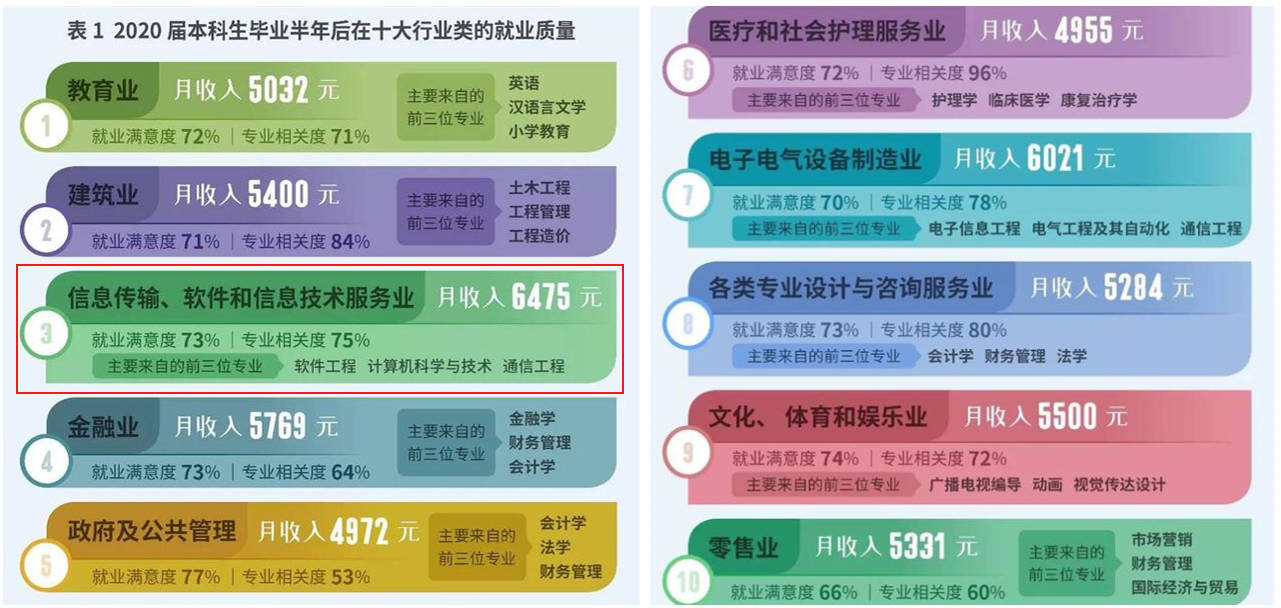 表 1 2020 届本科生毕业半年后在十大行业类的就业质量
1
教育业 月收入 5032 元
就业满意度 72% | 专业相关度 71%
主要来自的
前三位专业
英语
汉语言文学
小学教育
2
建筑业 月收入 5400 元
就业满意度 71% | 专业相关度 84%
主要来自的
前三位专业
土木工程
工程管理
工程造价
3
信息传输、软件和信息技术服务业 月收入 6475 元
就业满意度 73% | 专业相关度 75%
主要来自的前三位专业 软件工程 计算机科学与技术 通信工程
4
金融业 月收入 5769 元
就业满意度 73% | 专业相关度 64%
主要来自的
前三位专业
金融学
财务管理
会计学
5
政府及公共管理 月收入 4972 元
就业满意度 77% | 专业相关度 53%
主要来自的
前三位专业
会计学
法学
财务管理
6
医疗和社会护理服务业 月收入 4955 元
就业满意度 72% | 专业相关度 96%
主要来自的前三位专业 护理学 临床医学 康复治疗学
7
电子电气设备制造业 月收入 6021 元
就业满意度 70% | 专业相关度 78%
主要来自的前三位专业 电子信息工程 电气工程及其自动化 通信工程
8
各类专业设计与咨询服务业 月收入 5284 元
就业满意度 73% | 专业相关度 80%
主要来自的前三位专业 会计学 财务管理 法学
9
文化、体育和娱乐业 月收入 5500 元
就业满意度 74% | 专业相关度 72%
主要来自的前三位专业 广播电视编导 动画 视觉传达设计
10
零售业 月收入 5331 元
就业满意度 66% | 专业相关度 60%
主要来自的
前三位专业
市场营销
财务管理
国际经济与贸易